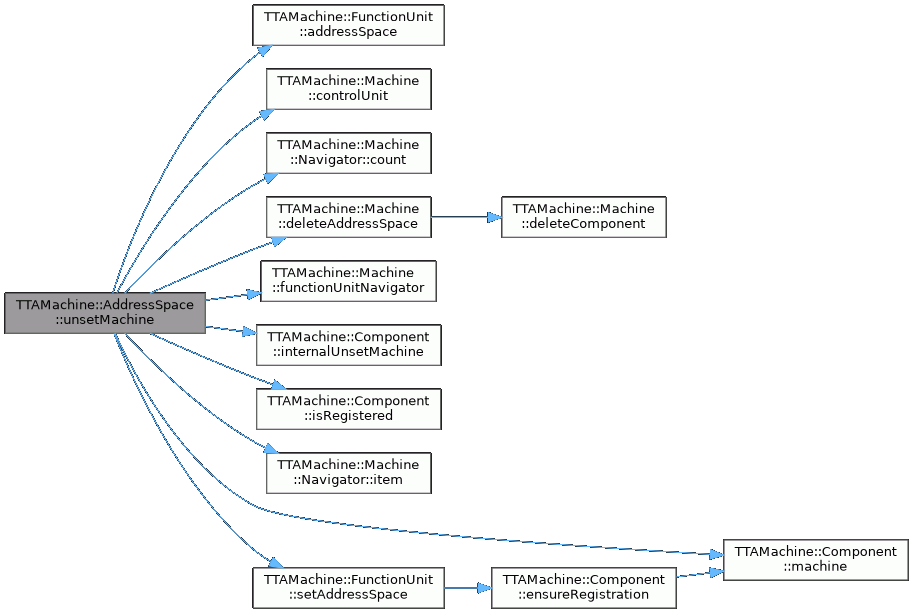 TTAMachine::FunctionUnit
::addressSpace
TTAMachine::Machine
::controlUnit
TTAMachine::Machine
::Navigator::count
TTAMachine::Machine
::deleteAddressSpace
TTAMachine::Machine
::deleteComponent
TTAMachine::Machine
::functionUnitNavigator
TTAMachine::AddressSpace
::unsetMachine
TTAMachine::Component
::internalUnsetMachine
TTAMachine::Component
::isRegistered
TTAMachine::Machine
::Navigator::item
TTAMachine::Component
::machine
TTAMachine::FunctionUnit
::setAddressSpace
TTAMachine::Component
::ensureRegistration